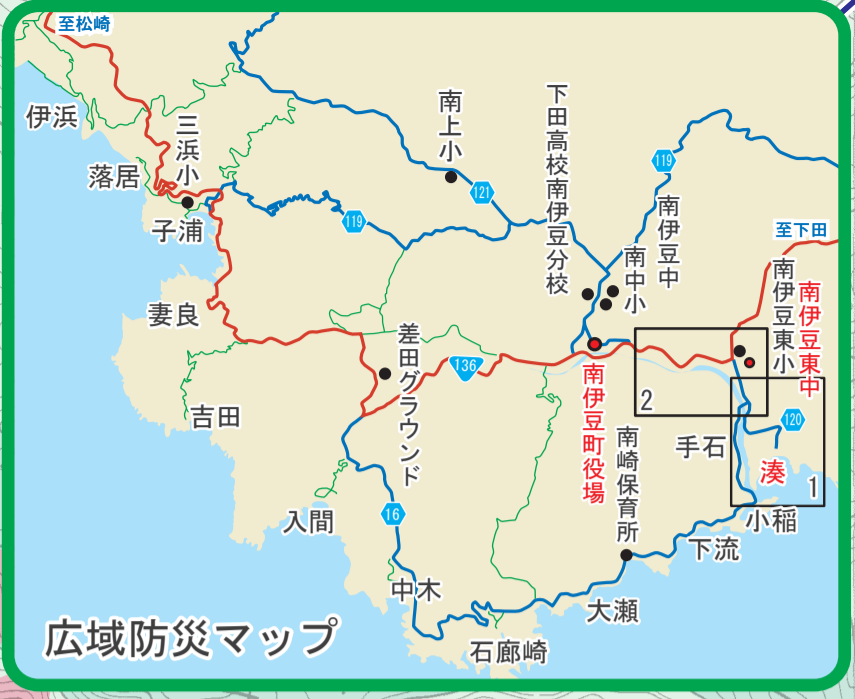 至松崎
伊浜
落居
三浜小
子浦
妻良
吉田
入間
南上小
121
119
下田高校南伊豆分校
119
南伊豆中
南中小
至下田
南伊豆東小
南伊豆東中
差田グラウンド
136
南伊豆町役場
2
120
手石
湊
1
小稲
南崎保育所
下流
16
中木
大瀬
石廊崎
広域防災マップ